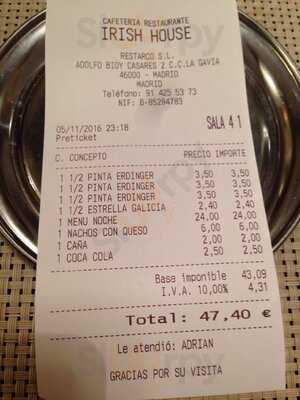 CAFETERIA RESTAURANTE
IRISH HOUSE
RESTARCO S.L.
ADOLFO BIOY CASARES 2 C.C.LA GAVIA
46000 - MADRID
MADRID
Teléfono: 91 425 53 73
NIF: B-85294783
05/11/2016 23:18 SALA 4 1
Preticket
C. CONCEPTO PRECIO IMPORTE
1 1/2 PINTA ERDINGER 3,50 3,50
1 1/2 PINTA ERDINGER 3,50 3,50
1 1/2 PINTA ERDINGER 3,50 3,50
1 1/2 ESTRELLA GALICIA 2,40 2,40
1 MENU NOCHE 24,00 24,00
1 NACHOS CON QUESO 6,00 6,00
1 CAÑA 2,00 2,00
1 COCA COLA 2,50 2,50
Base imponible 43,09
I.V.A. 10,00% 4,31
Total: 47,40 €
Le atendió: ADRIAN
GRACIAS POR SU VISITA